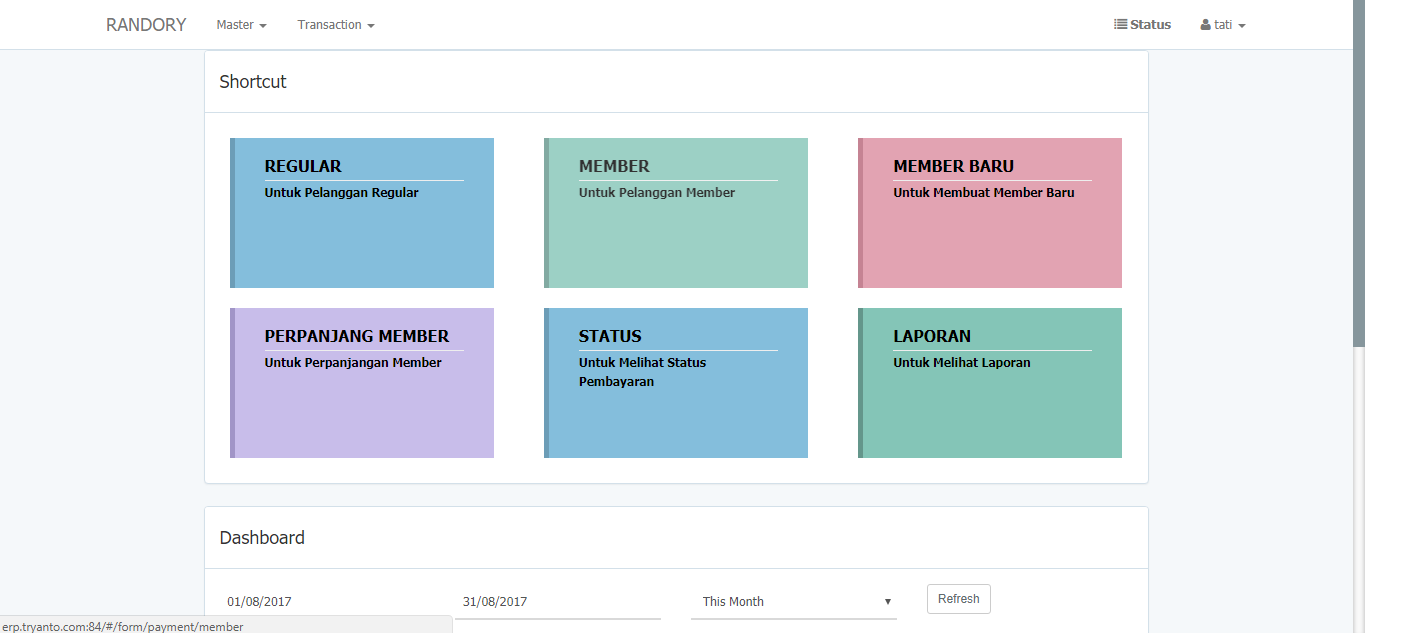 RANDORY Master Transaction Status tati
Shortcut
REGULAR
Untuk Pelanggan Regular
MEMBER
Untuk Pelanggan Member
MEMBER BARU
Untuk Membuat Member Baru
PERPANJANG MEMBER
Untuk Perpanjangan Member
STATUS
Untuk Melihat Status
Pembayaran
LAPORAN
Untuk Melihat Laporan
Dashboard
01/08/2017 31/08/2017 This Month Refresh
erp.tryanto.com:84/#/form/payment/member